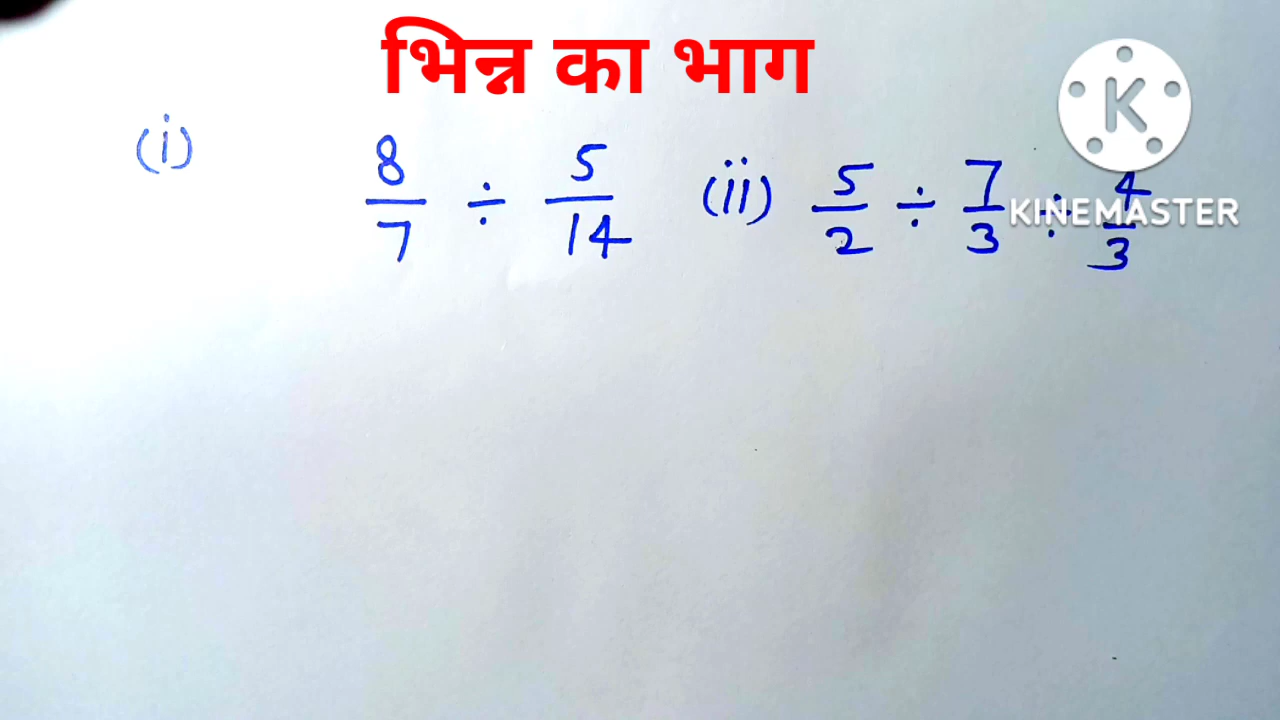 भिन्न का भाग
(i) 8/7 ÷ 5/14 (ii) 5/2 ÷ 7/3 ÷ 4/3
K
KINEMASTER